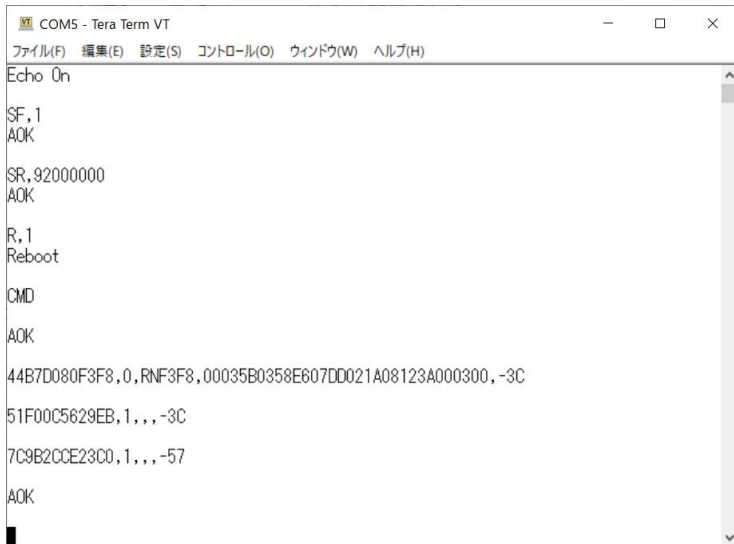 COM5 - Tera Term VT
ファイル(F) 編集(E) 設定(S) コントロール(O) ウィンドウ(W) ヘルプ(H)
Echo On
SF,1
AOK
SR,92000000
AOK
R,1
Reboot
CMD
AOK
44B7D080F3F8,0,RNF3F8,00035B0358E607DD021A08123A000300,-3C
51F00C5629EB,1,,,-3C
7C9B2CCE23C0,1,,,-57
AOK